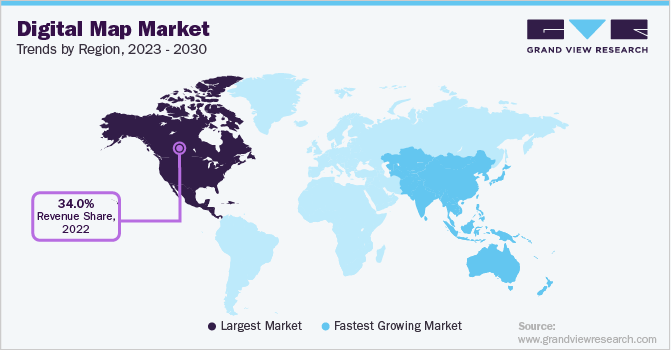 Digital Map Market
Trends by Region, 2023 - 2030
GRAND VIEW RESEARCH
34.0%
Revenue Share,
2022
Largest Market
Fastest Growing Market
Source:
www.grandviewresearch.com